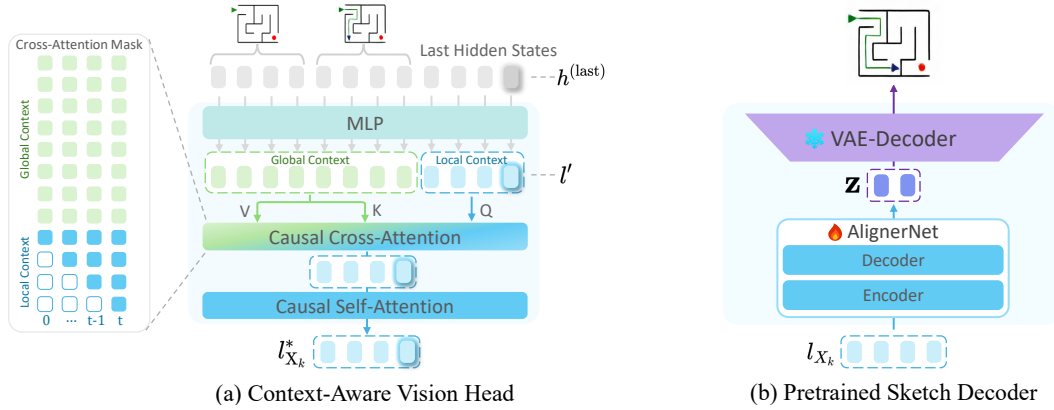 Cross-Attention Mask
Global Context
Local Context
0 ... t-1 t
Last Hidden States
h^(last)
MLP
Global Context
Local Context
l'
V
K
Q
Causal Cross-Attention
Causal Self-Attention
l*_{X_k}
(a) Context-Aware Vision Head
VAE-Decoder
z
AlignerNet
Decoder
Encoder
l_{X_k}
(b) Pretrained Sketch Decoder